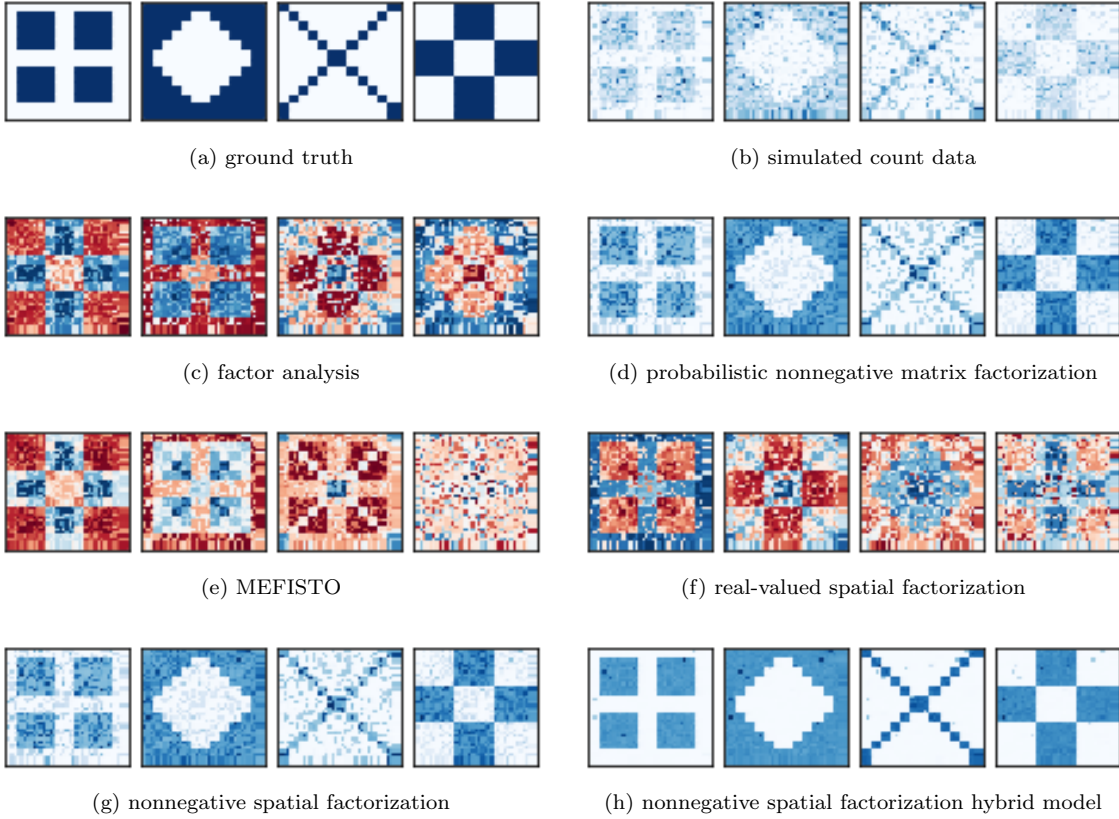 (a) ground truth
(b) simulated count data
(c) factor analysis
(d) probabilistic nonnegative matrix factorization
(e) MEFISTO
(f) real-valued spatial factorization
(g) nonnegative spatial factorization
(h) nonnegative spatial factorization hybrid model